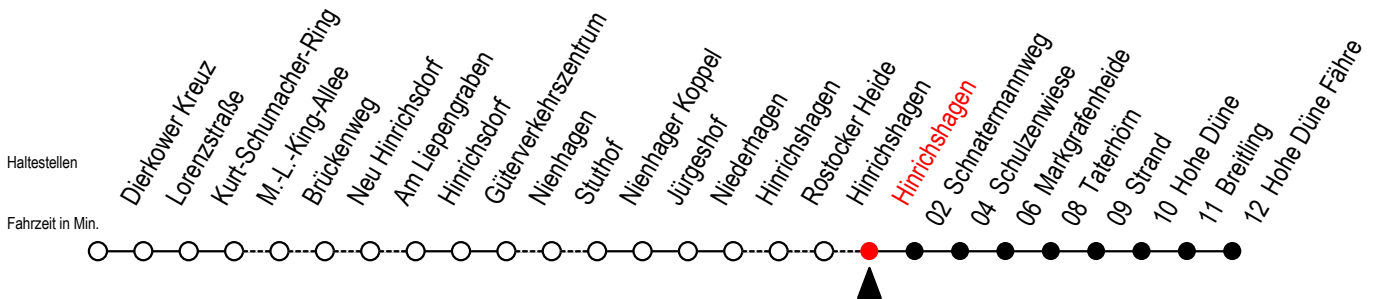 Haltestellen
Fahrzeit in Min.
Dierkower Kreuz
Lorenzstraße
Kurt-Schumacher-Ring
M.-L.-King-Allee
Brückenweg
Neu Hinrichsdorf
Am Liepengraben
Hinrichsdorf
Güterverkehrszentrum
Nienhagen
Stuthof
Nienhager Koppel
Jürgeshof
Niederhagen
Hinrichshagen
Rostocker Heide
Hinrichshagen
Hinrichshagen
02 Schnatermannweg
04 Schulzenwiese
06 Markgrafenheide
08 Taterhörn
09 Strand
10 Hohe Düne
11 Breitling
12 Hohe Düne Fähre